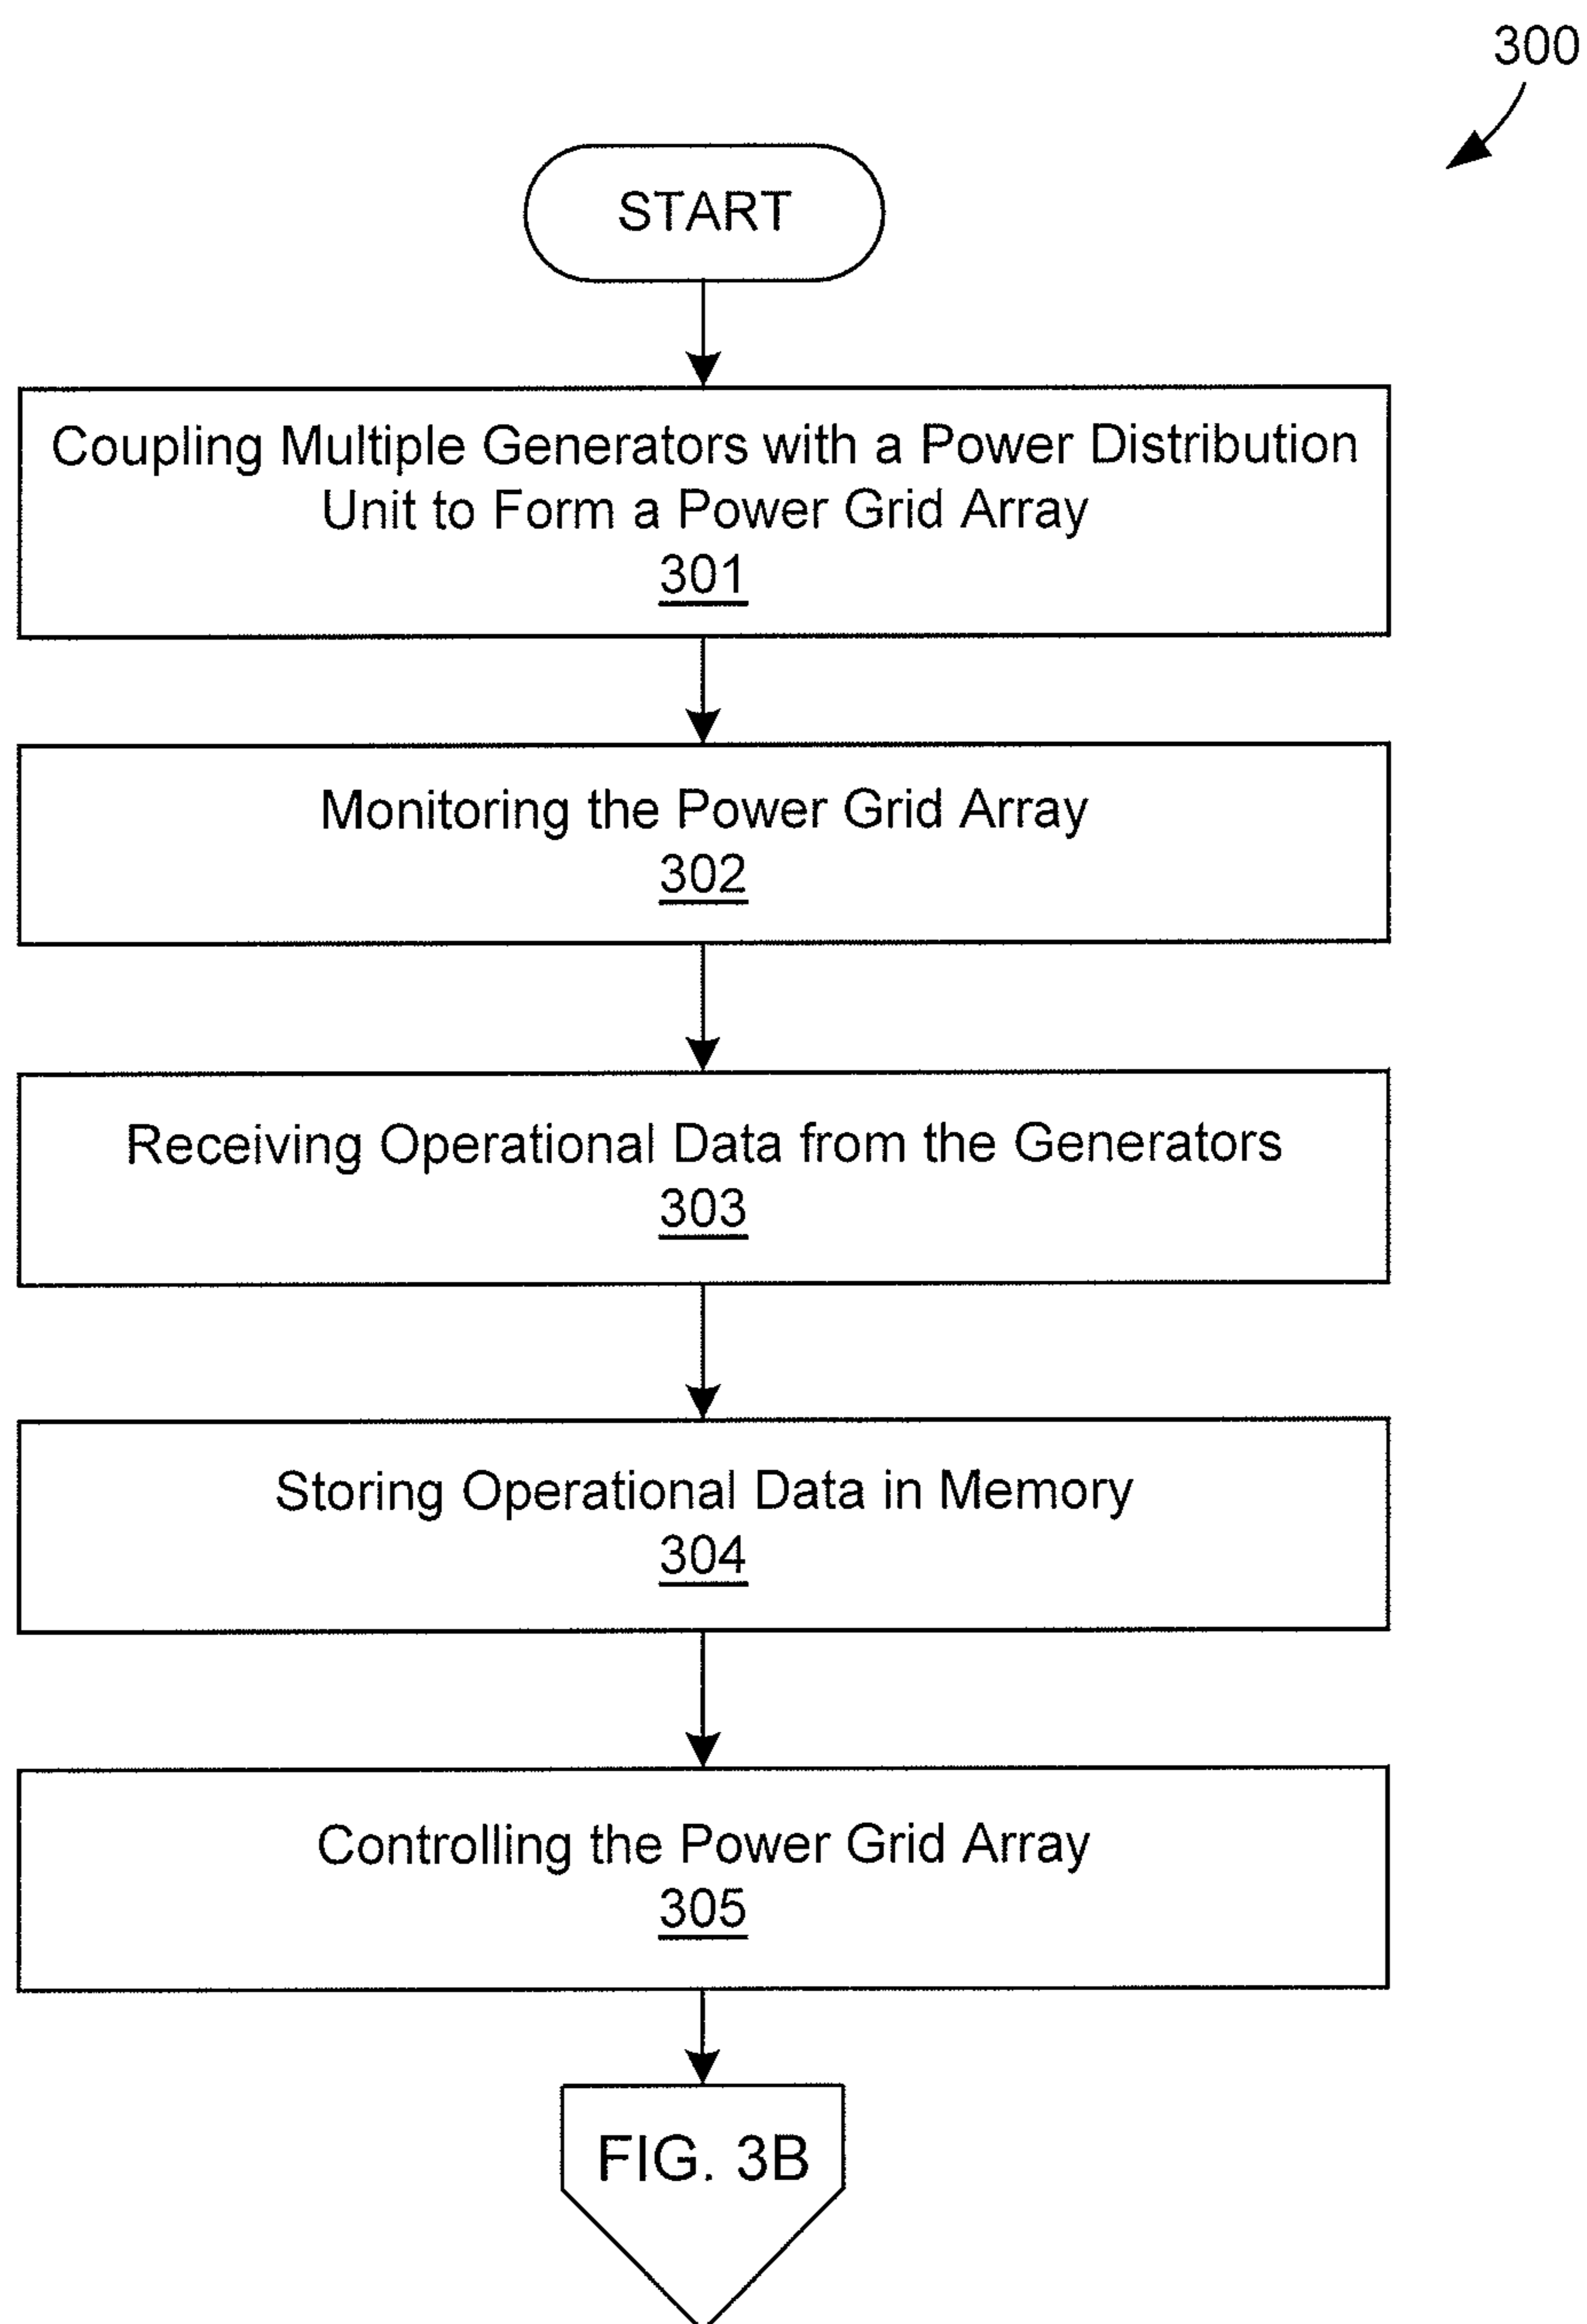 300
START
Coupling Multiple Generators with a Power Distribution
Unit to Form a Power Grid Array
301
Monitoring the Power Grid Array
302
Receiving Operational Data from the Generators
303
Storing Operational Data in Memory
304
Controlling the Power Grid Array
305
FIG. 3B